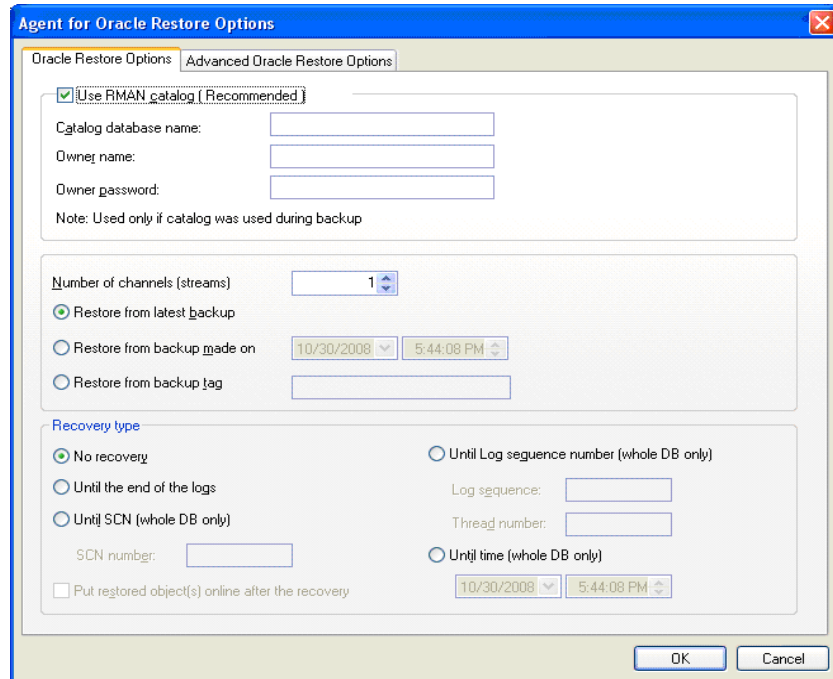 Agent for Oracle Restore Options
Oracle Restore Options
Advanced Oracle Restore Options
Use RMAN catalog ( Recommended )
Catalog database name:
Owner name:
Owner password:
Note: Used only if catalog was used during backup
Number of channels (streams)
1
Restore from latest backup
Restore from backup made on
10/30/2008
5:44:08 PM
Restore from backup tag
Recovery type
No recovery
Until the end of the logs
Until SCN (whole DB only)
SCN number:
Put restored object(s) online after the recovery
Until Log sequence number (whole DB only)
Log sequence:
Thread number:
Until time (whole DB only)
10/30/2008
5:44:08 PM
OK
Cancel